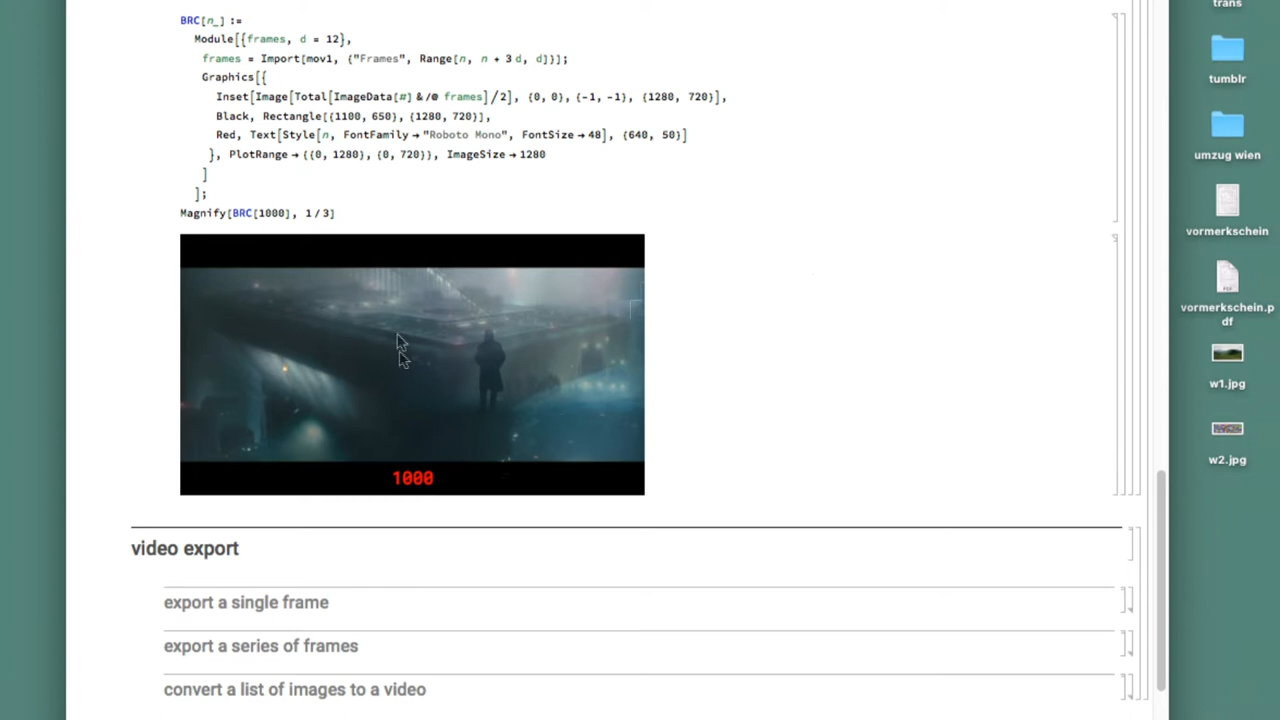 BRC[n_] :=
Module[{frames, d = 12},
frames = Import[mov1, {"Frames", Range[n, n + 3 d, d]}];
Graphics[{
Inset[Image[Total[ImageData[#] & /@ frames] / 2], {0, 0}, {-1, -1}, {1280, 720}],
Black, Rectangle[{1100, 650}, {1280, 720}],
Red, Text[Style[n, FontFamily → "Roboto Mono", FontSize → 48], {640, 50}]
}, PlotRange → {{0, 1280}, {0, 720}}, ImageSize → 1280
]
];
Magnify[BRC[1000], 1 / 3]
1000
video export
export a single frame
export a series of frames
convert a list of images to a video
trans
tumblr
umzug wien
vormerkschein
vormerkschein.p
df
w1.jpg
w2.jpg